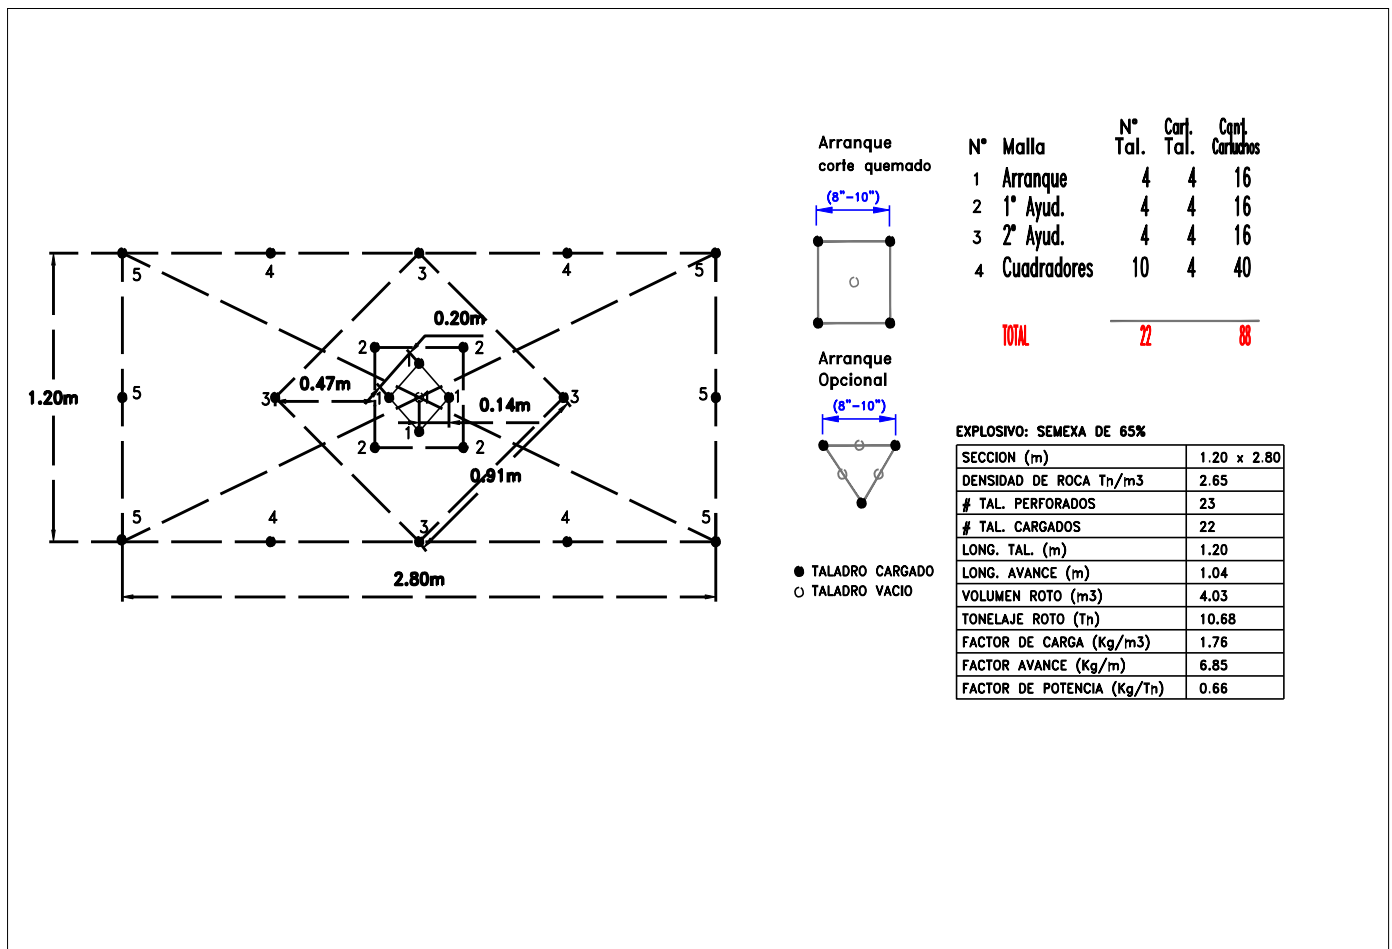 5
4
3
4
5
0.20m
2
2
1
0.47m
1.20m
5
3
1
1
1
3
5
0.14m
1
2
2
0.91m
5
4
3
4
5
2.80m
Arranque
corte quemado
(8"-10")
Arranque
Opcional
(8"-10")
TALADRO CARGADO
TALADRO VACIO
N° Cart. Cant.
N° Malla Tal. Tal. Cartuchos
1 Arranque 4 4 16
2 1° Ayud. 4 4 16
3 2° Ayud. 4 4 16
4 Cuadradores 10 4 40
TOTAL 22 88
EXPLOSIVO: SEMEXA DE 65%
SECCION (m) 1.20 x 2.80
DENSIDAD DE ROCA Tn/m3 2.65
# TAL. PERFORADOS 23
# TAL. CARGADOS 22
LONG. TAL. (m) 1.20
LONG. AVANCE (m) 1.04
VOLUMEN ROTO (m3) 4.03
TONELAJE ROTO (Tn) 10.68
FACTOR DE CARGA (Kg/m3) 1.76
FACTOR AVANCE (Kg/m) 6.85
FACTOR DE POTENCIA (Kg/Tn) 0.66